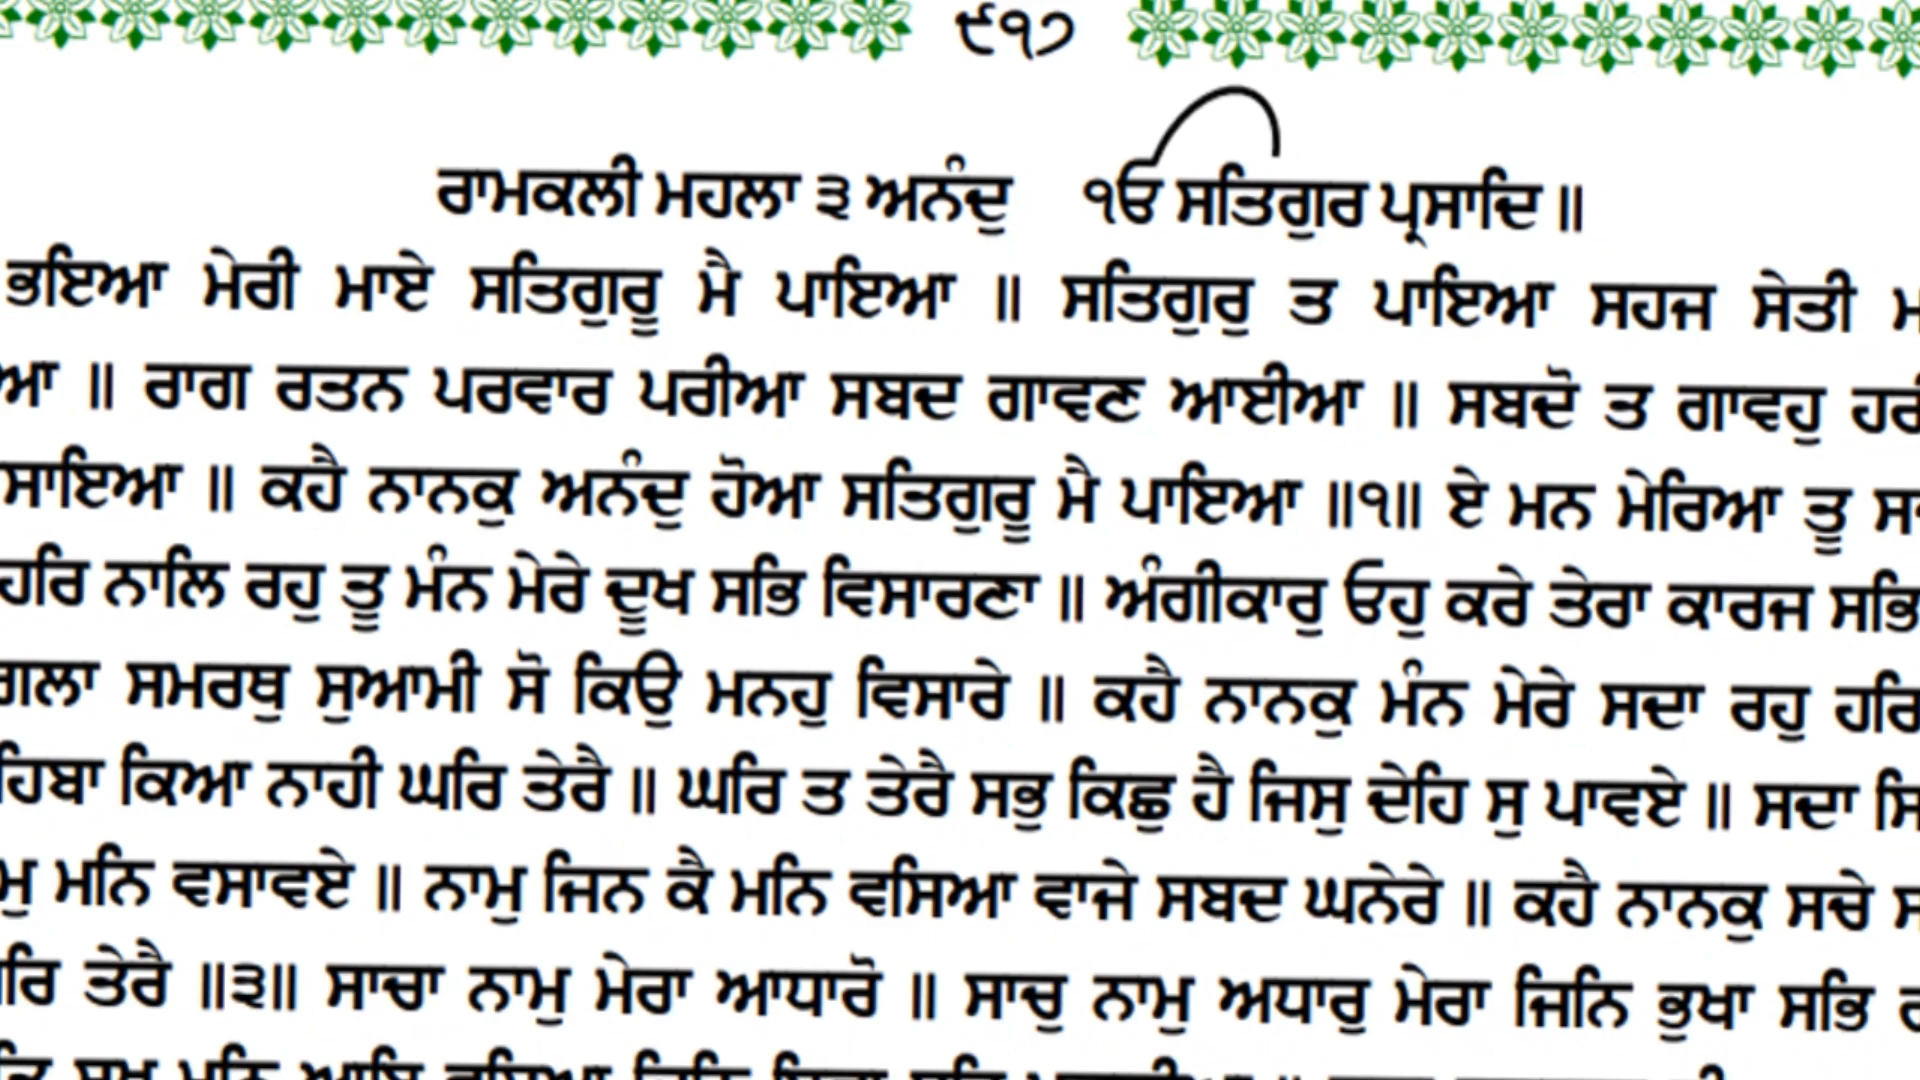 ੯੧੭
ਰਾਮਕਲੀ ਮਹਲਾ ੩ ਅਨੰਦੁ ੴ ਸਤਿਗੁਰ ਪ੍ਰਸਾਦਿ ॥
ਭਇਆ ਮੇਰੀ ਮਾਏ ਸਤਿਗੁਰੂ ਮੈ ਪਾਇਆ ॥ ਸਤਿਗੁਰੁ ਤ ਪਾਇਆ ਸਹਜ ਸੇਤੀ
ਆ ॥ ਰਾਗ ਰਤਨ ਪਰਵਾਰ ਪਰੀਆ ਸਬਦ ਗਾਵਣ ਆਈਆ ॥ ਸਬਦੋ ਤ ਗਾਵਹੁ ਹਰੀ
ਸਾਇਆ ॥ ਕਹੈ ਨਾਨਕੁ ਅਨੰਦੁ ਹੋਆ ਸਤਿਗੁਰੂ ਮੈ ਪਾਇਆ ॥੧॥ ਏ ਮਨ ਮੇਰਿਆ ਤੂ
ਹਰਿ ਨਾਲਿ ਰਹੁ ਤੂ ਮੰਨ ਮੇਰੇ ਦੂਖ ਸਭਿ ਵਿਸਾਰਣਾ ॥ ਅੰਗੀਕਾਰੁ ਓਹੁ ਕਰੇ ਤੇਰਾ ਕਾਰਜ ਸਭਿ
ਗਲਾ ਸਮਰਥੁ ਸੁਆਮੀ ਸੋ ਕਿਉ ਮਨਹੁ ਵਿਸਾਰੇ ॥ ਕਹੈ ਨਾਨਕੁ ਮੰਨ ਮੇਰੇ ਸਦਾ ਰਹੁ ਹਰਿ
ਹਿਬਾ ਕਿਆ ਨਾਹੀ ਘਰਿ ਤੇਰੈ ॥ ਘਰਿ ਤ ਤੇਰੈ ਸਭੁ ਕਿਛੁ ਹੈ ਜਿਸੁ ਦੇਹਿ ਸੁ ਪਾਵਏ ॥ ਸਦਾ ਸਿ
ਮੁ ਮਨਿ ਵਸਾਵਏ ॥ ਨਾਮੁ ਜਿਨ ਕੈ ਮਨਿ ਵਸਿਆ ਵਾਜੇ ਸਬਦ ਘਨੇਰੇ ॥ ਕਹੈ ਨਾਨਕੁ ਸਚੇ
ਰਿ ਤੇਰੈ ॥੩॥ ਸਾਚਾ ਨਾਮੁ ਮੇਰਾ ਆਧਾਰੋ ॥ ਸਾਚੁ ਨਾਮੁ ਅਧਾਰੁ ਮੇਰਾ ਜਿਨਿ ਭੁਖਾ ਸਭਿ